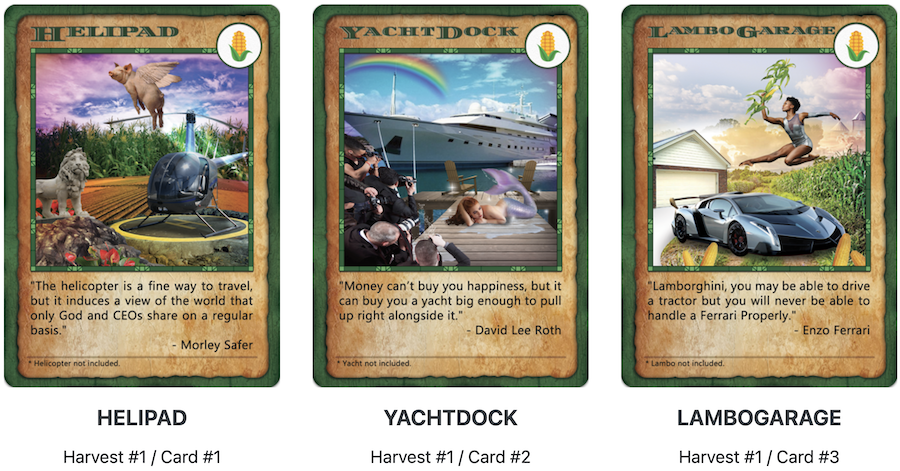 HELIPAD
"The helicopter is a fine way to travel,
but it induces a view of the world that
only God and CEOs share on a regular
basis."
- Morley Safer
* Helicopter not included.
HELIPAD
Harvest #1 / Card #1
YACHTDOCK
"Money can't buy you happiness, but it
can buy you a yacht big enough to pull
up right alongside it."
- David Lee Roth
* Yacht not included.
YACHTDOCK
Harvest #1 / Card #2
LAMBOGARAGE
"Lamborghini, you may be able to drive
a tractor but you will never be able to
handle a Ferrari Properly."
- Enzo Ferrari
* Lambo not included.
LAMBOGARAGE
Harvest #1 / Card #3